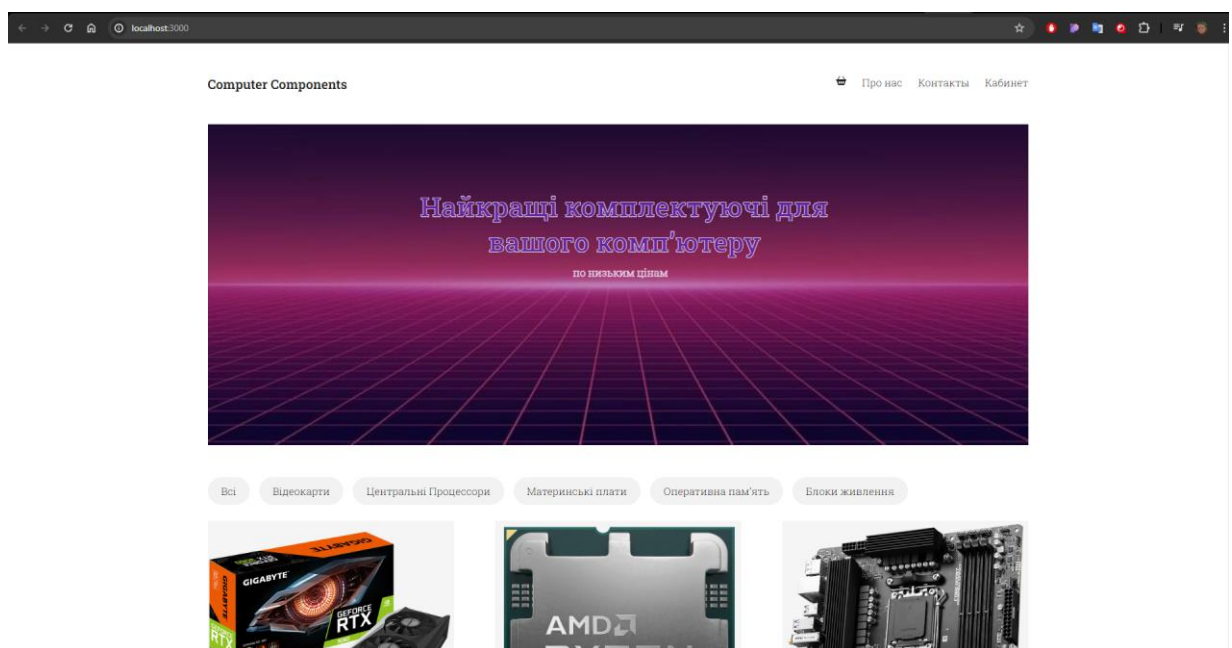 localhost:3000
Computer Components
Про нас Контакты Кабинет
Найкращі комплектуючі для
вашого комп'ютеру
по низьким цінам
Всі Відеокарти Центральні Процессори Материнські плати Оперативна пам'ять Блоки живлення
GIGABYTE
GEFORCE
RTX
AMD